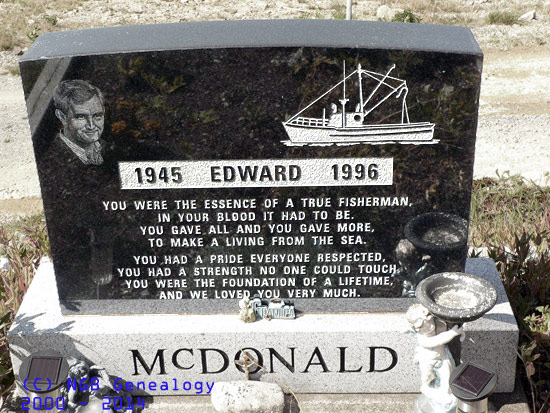 1945 EDWARD 1996
YOU WERE THE ESSENCE OF A TRUE FISHERMAN,
IN YOUR BLOOD IT HAD TO BE.
YOU GAVE ALL AND YOU GAVE MORE,
TO MAKE A LIVING FROM THE SEA.
YOU HAD A PRIDE EVERYONE RESPECTED,
YOU HAD A STRENGTH NO ONE COULD TOUCH,
YOU WERE THE FOUNDATION OF A LIFETIME,
AND WE LOVED YOU VERY MUCH.
MCDONALD
(C) NGB Genealogy
2000 - 2014